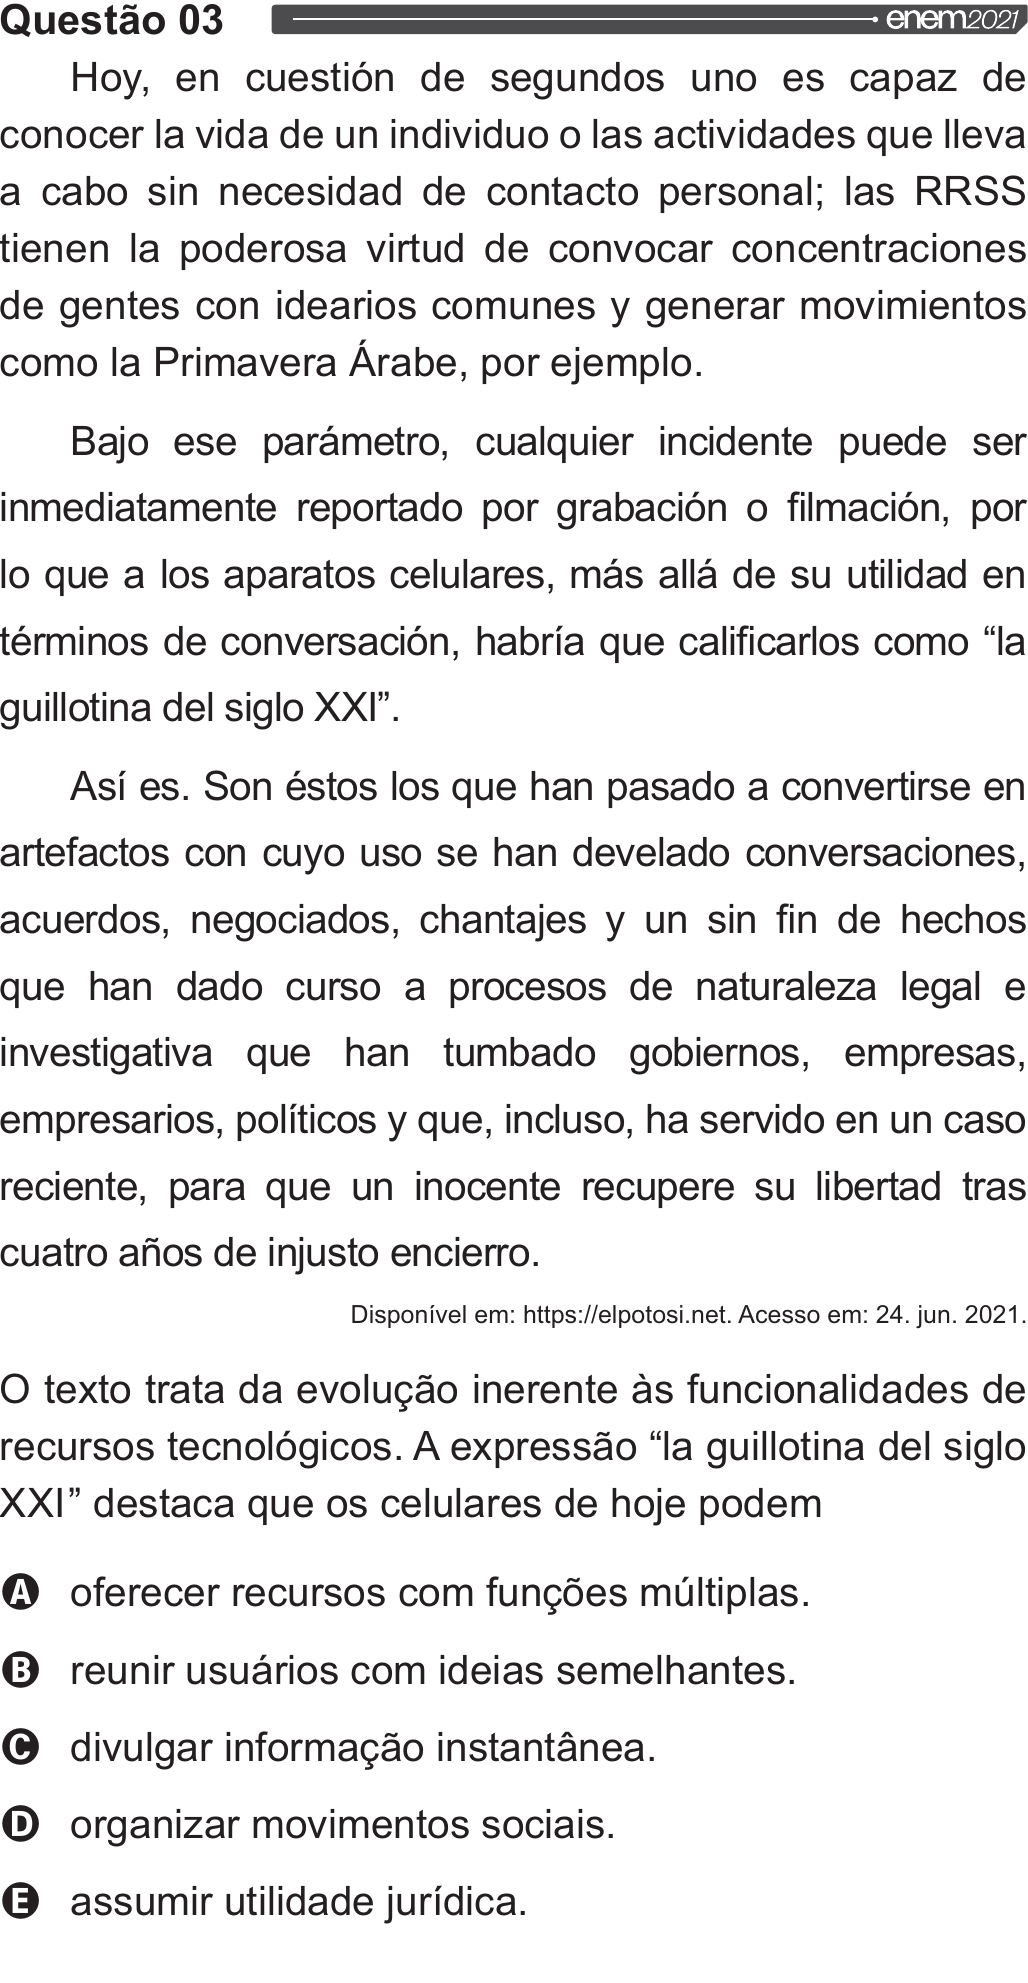 Questão 03
enem2021
Hoy, en cuestión de segundos uno es capaz de
conocer la vida de un individuo o las actividades que lleva
a cabo sin necesidad de contacto personal; las RRSS
tienen la poderosa virtud de convocar concentraciones
de gentes con idearios comunes y generar movimientos
como la Primavera Árabe, por ejemplo.
Bajo ese parámetro, cualquier incidente puede ser
inmediatamente reportado por grabación o filmación, por
lo que a los aparatos celulares, más allá de su utilidad en
términos de conversación, habría que calificarlos como “la
guillotina del siglo XXI”.
Así es. Son éstos los que han pasado a convertirse en
artefactos con cuyo uso se han develado conversaciones,
acuerdos, negociados, chantajes y un sin fin de hechos
que han dado curso a procesos de naturaleza legal e
investigativa que han tumbado gobiernos, empresas,
empresarios, políticos y que, incluso, ha servido en un caso
reciente, para que un inocente recupere su libertad tras
cuatro años de injusto encierro.
Disponível em: https://elpotosi.net. Acesso em: 24. jun. 2021.
O texto trata da evolução inerente às funcionalidades de
recursos tecnológicos. A expressão “la guillotina del siglo
XXI” destaca que os celulares de hoje podem
A oferecer recursos com funções múltiplas.
B reunir usuários com ideias semelhantes.
C divulgar informação instantânea.
D organizar movimentos sociais.
E assumir utilidade jurídica.